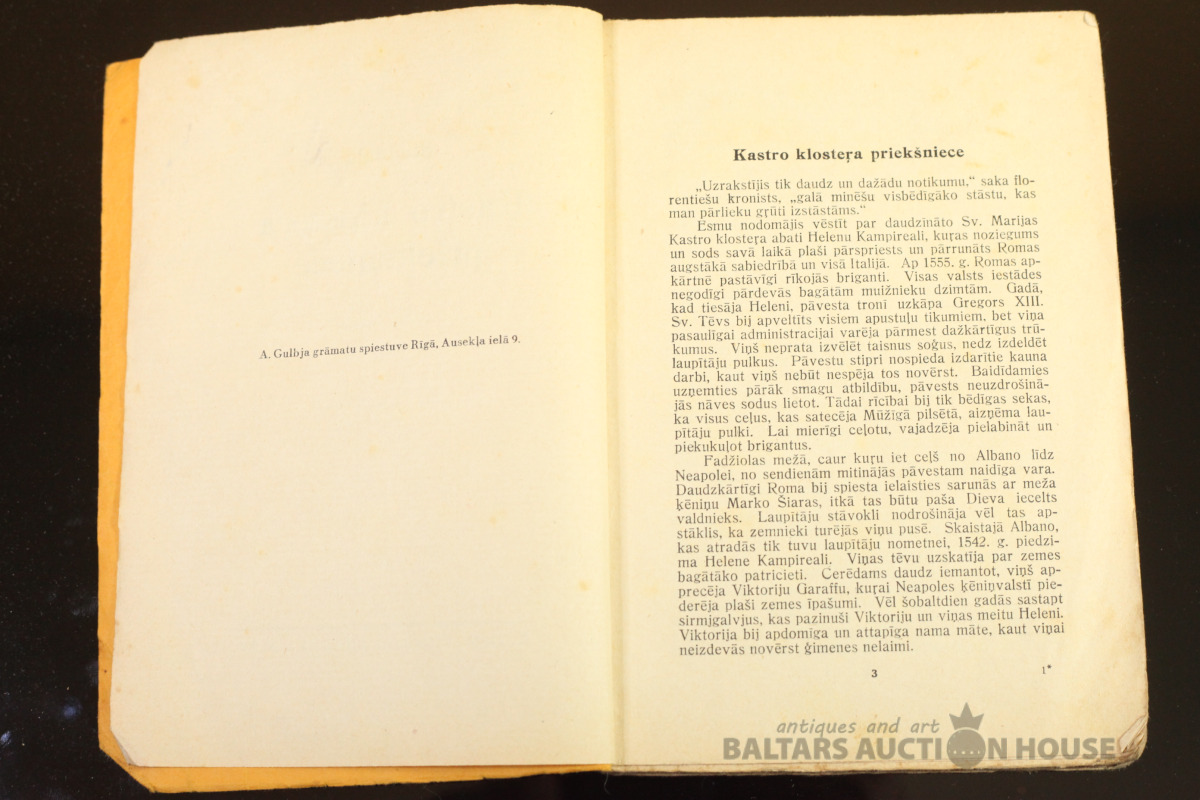 A. Gulbja grāmatu spiestuve Rīgā, Ausekļa ielā 9.
Kastro klosteŗa priekšniece
„Uzrakstījis tik daudz un dažādu notikumu,“ saka flo-
rentiešu kronists, „galā minēšu visbēdīgāko stāstu, kas
man pārlieku grūti izstāstāms.“
Esmu nodomājis vēstīt par daudzināto Sv. Marijas
Kastro klosteŗa abati Helenu Kampireali, kuŗas noziegums
un sods savā laikā plaši pārspriests un pārrunāts Romas
augstākā sabiedrībā un visā Italijā. Ap 1555. g. Romas ap-
kārtnē pastāvīgi rīkojās briganti. Visas valsts iestādes
negodīgi pārdevās bagātām muižnieku dzimtām. Gadā,
kad tiesāja Heleni, pāvesta troni uzkāpa Gregors XIII.
Sv. Tēvs bij apveltīts visiem apustuļu tikumiem, bet viņa
pasaulīgai administracijai varēja pārmest dažkārtīgus trū-
kumus. Viņš neprata izvēlēt taisnus soģus, nedz izdeldēt
laupītāju pulkus. Pāvestu stipri nospieda izdarītie kauna
darbi, kaut viņš nebūt nespēja tos novērst. Baidīdamies
uzņemties pārāk smagu atbildību, pāvests neuzdrošinā-
jās nāves sodus lietot. Tādai rīcībai bij tik bēdīgas sekas,
ka visus ceļus, kas satecēja Mūžīgā pilsētā, aizņēma lau-
pītāju pulki. Lai mierīgi ceļotu, vajadzēja pielabināt un
piekukuļot brigantus.
Fadžiolas mežā, caur kuŗu iet ceļš no Albano līdz
Neapolei, no sendienām mitinājās pāvestam naidīga vara.
Daudzkārtīgi Roma bij spiesta ielaisties sarunās ar meža
ķēniņu Marko Šiaras, itkā tas būtu paša Dieva iecelts
valdnieks. Laupītāju stāvokli nodrošināja vēl tas ap-
stāklis, ka zemnieki turējās viņu pusē. Skaistajā Albano,
kas atradās tik tuvu laupītāju nometnei, 1542. g. piedzi-
ma Helene Kampireali. Viņas tēvu uzskatīja par zemes
bagātāko patricieti. Cerēdams daudz iemantot, viņš ap-
precēja Viktoriju Garaffu, kuŗai Neapoles ķēniņvalstī pie-
derēja plaši zemes īpašumi. Vēl šobaltdien gadās sastapt
sirmjgalvjus, kas pazinuši Viktoriju un viņas meitu Heleni.
Viktorija bij apdomīga un attapīga nama māte, kaut viņai
neizdevās novērst ģimenes nelaimi.
3
1*
antiques and art
BALTARS AUCTION HOUSE